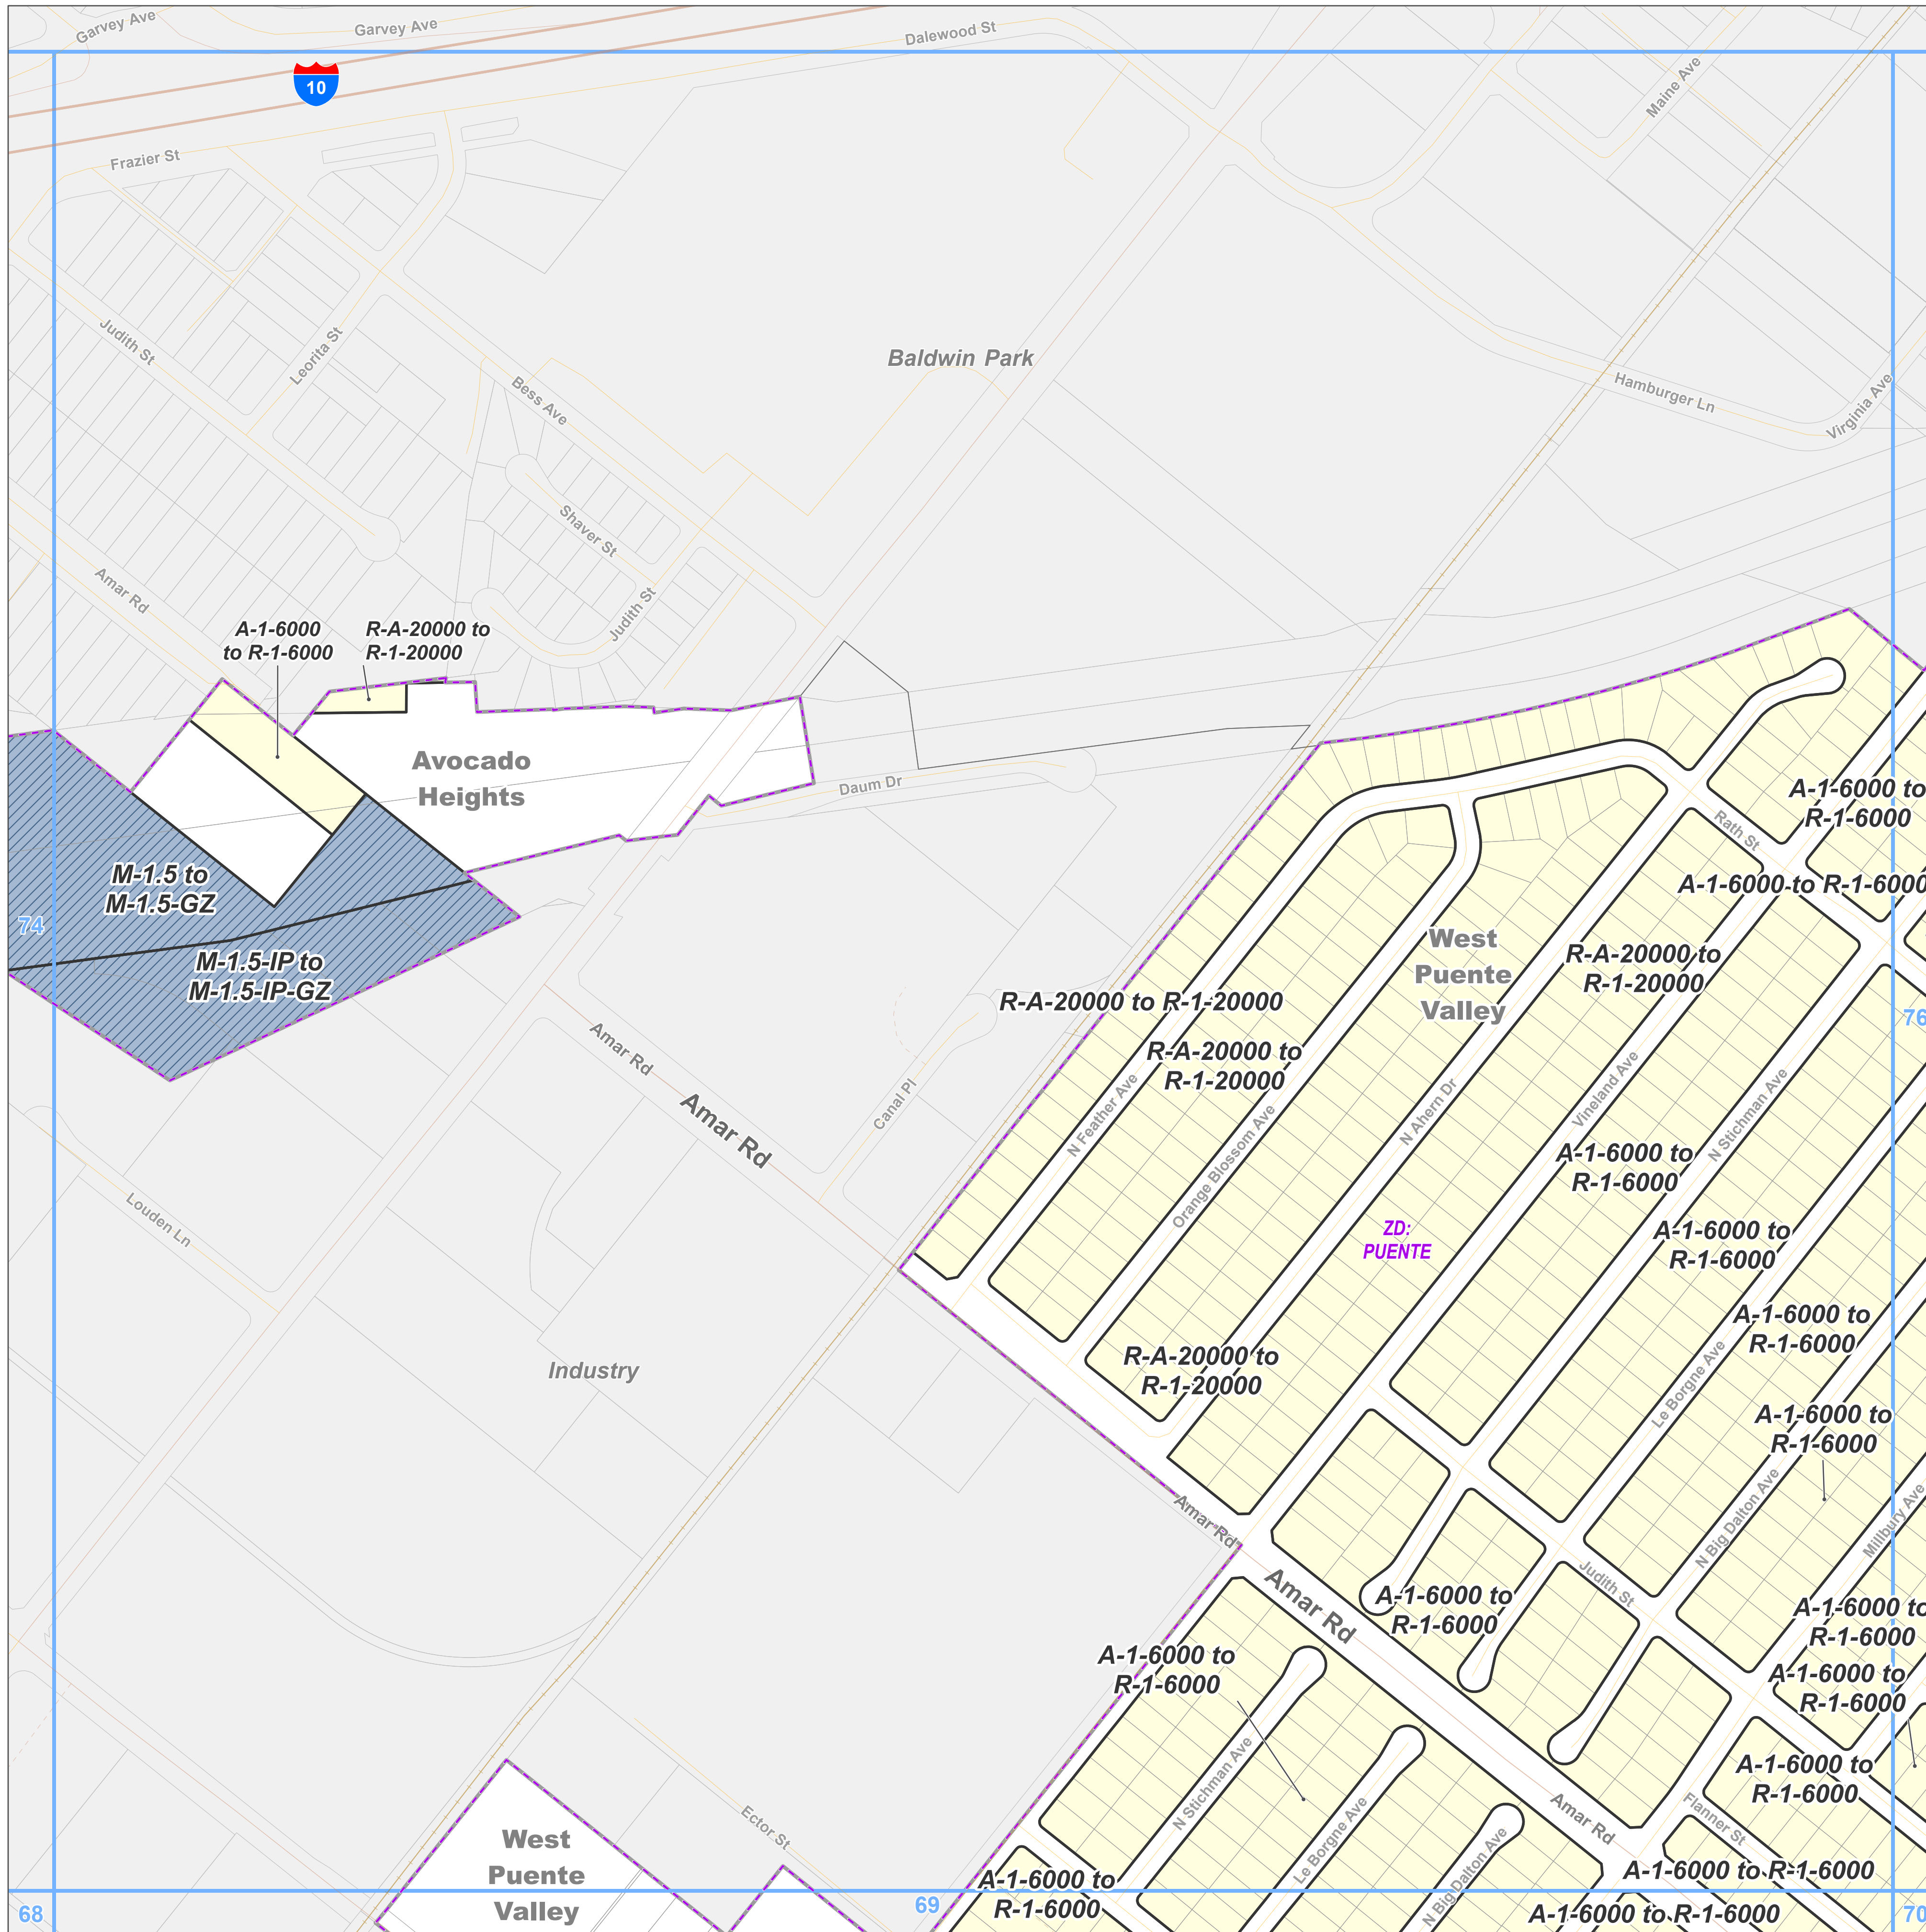 Garvey Ave
Garvey Ave
Dalewood St
10
Maine Ave
Frazier St
Judith St
Leorita St
Bess Ave
Baldwin Park
Hamburger Ln
Virginia Ave
Shaver St
Amar Rd
Judith St
A-1-6000
to R-1-6000
R-A-20000 to
R-1-20000
Avocado
Heights
Daum Dr
A-1-6000 to
R-1-6000
Rath St
M-1.5 to
M-1.5-GZ
A-1-6000 to R-1-6000
74
West
Puente
Valley
R-A-20000 to
R-1-20000
M-1.5-IP to
M-1.5-IP-GZ
R-A-20000 to R-1-20000
76
Amar Rd
R-A-20000 to
R-1-20000
Canal Pl
N Feather Ave
Orange Blossom Ave
N Ahern Dr
Vineland Ave
N Stichman Ave
Amar Rd
A-1-6000 to
R-1-6000
Louden Ln
ZD:
PUENTE
A-1-6000 to
R-1-6000
Industry
R-A-20000 to
R-1-20000
A-1-6000 to
R-1-6000
Le Borgne Ave
A-1-6000 to
R-1-6000
N Big Dalton Ave
Millbury Ave
Amar Rd
Amar Rd
Judith St
A-1-6000 to
R-1-6000
A-1-6000 to
R-1-6000
A-1-6000 to
R-1-6000
A-1-6000 to
R-1-6000
A-1-6000 to
R-1-6000
N Stichman Ave
Le Borgne Ave
N Big Dalton Ave
Amar Rd
Flanner St
Ector St
West
Puente
Valley
A-1-6000 to
R-1-6000
A-1-6000 to R-1-6000
A-1-6000 to R-1-6000
68
69
70